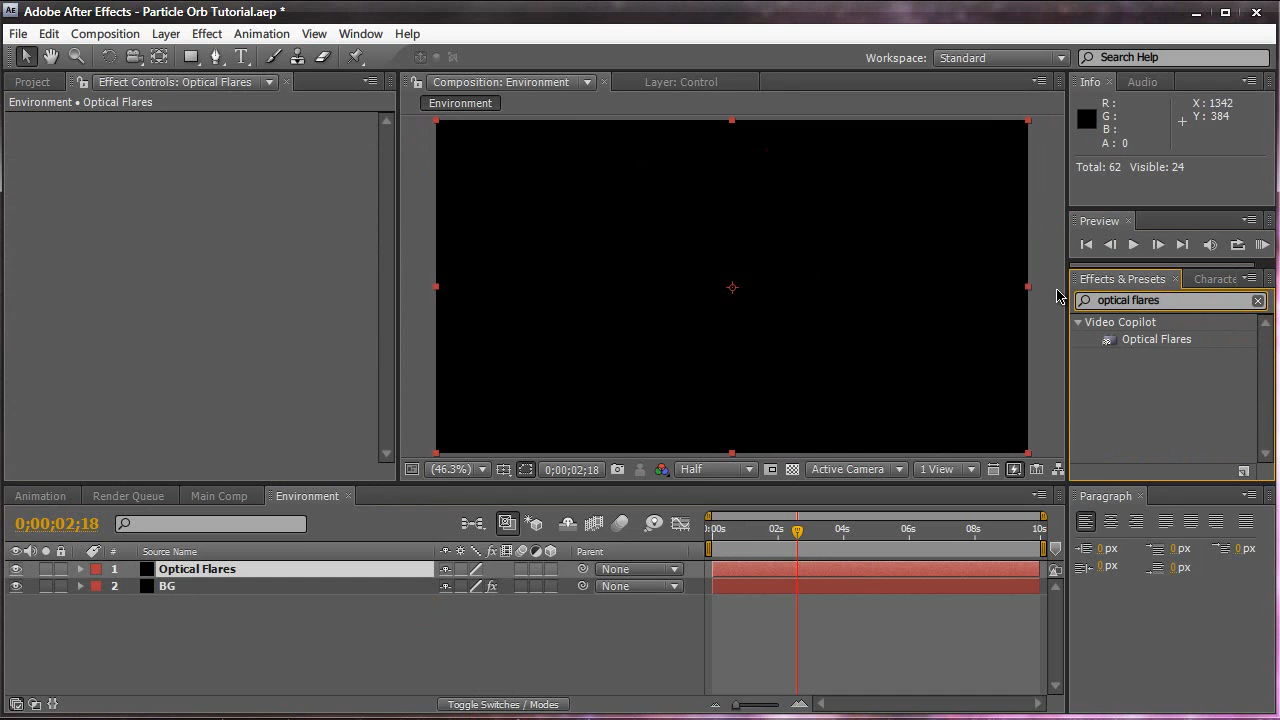 Ae Adobe After Effects - Particle Orb Tutorial.aep *
File Edit Composition Layer Effect Animation View Window Help
Workspace: Standard Search Help
Project Effect Controls: Optical Flares Composition: Environment Layer: Control Info Audio
Environment • Optical Flares Environment
R : X : 1342
G : Y : 384
B :
A : 0
Total: 62 Visible: 24
Preview
Effects & Presets Characte
optical flares
Video Copilot
Optical Flares
(46.3%) 0;00;02;18 Half Active Camera 1 View
Animation Render Queue Main Comp Environment Paragraph
0;00;02;18 :00s 02s 04s 06s 08s 10s
# Source Name fx Parent
1 Optical Flares None
2 BG fx None
0 px 0 px 0 px
0 px 0 px
Toggle Switches / Modes